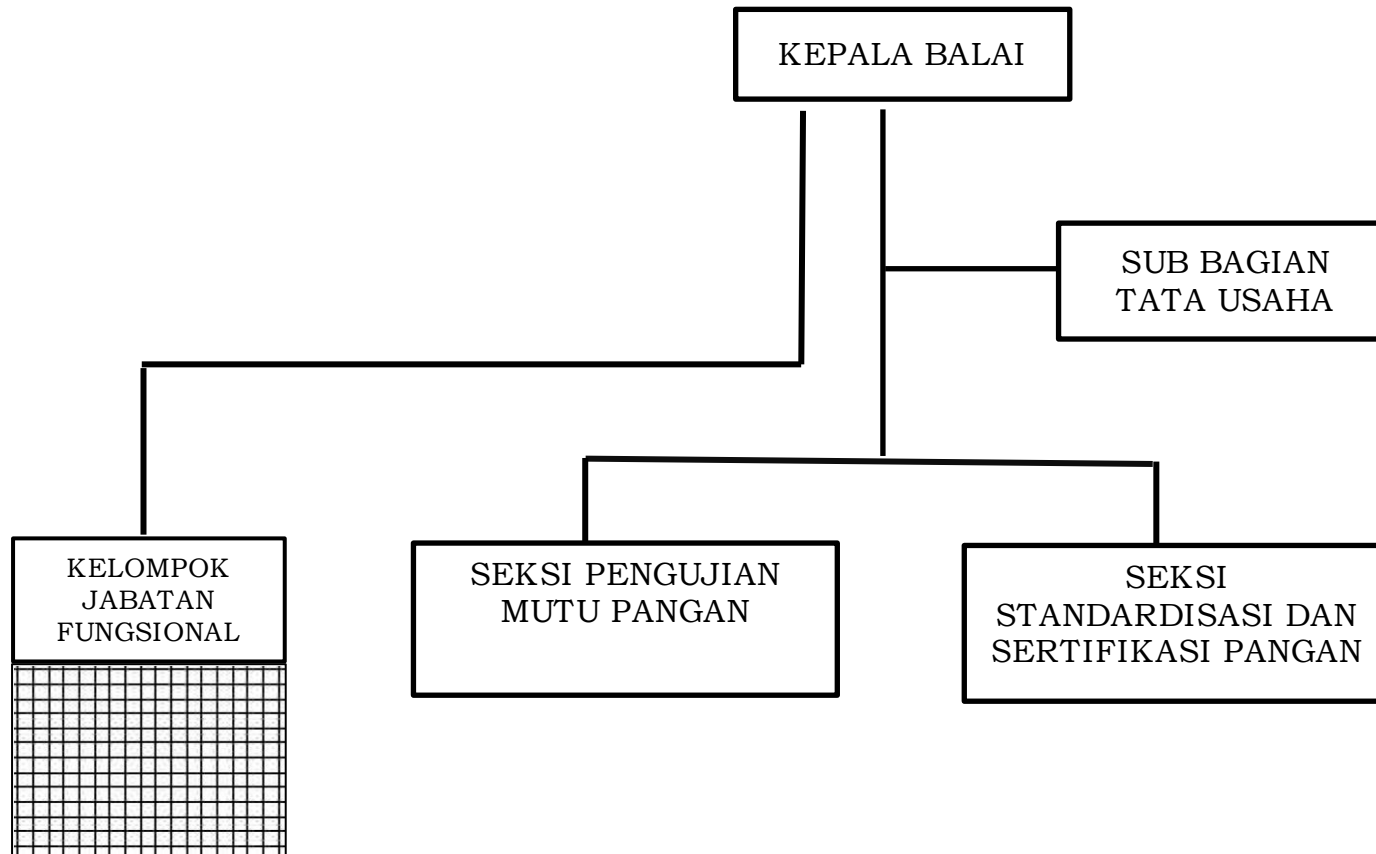 KEPALA BALAI
SUB BAGIAN
TATA USAHA
KELOMPOK
JABATAN
FUNGSIONAL
SEKSI PENGUJIAN
MUTU PANGAN
SEKSI
STANDARDISASI DAN
SERTIFIKASI PANGAN